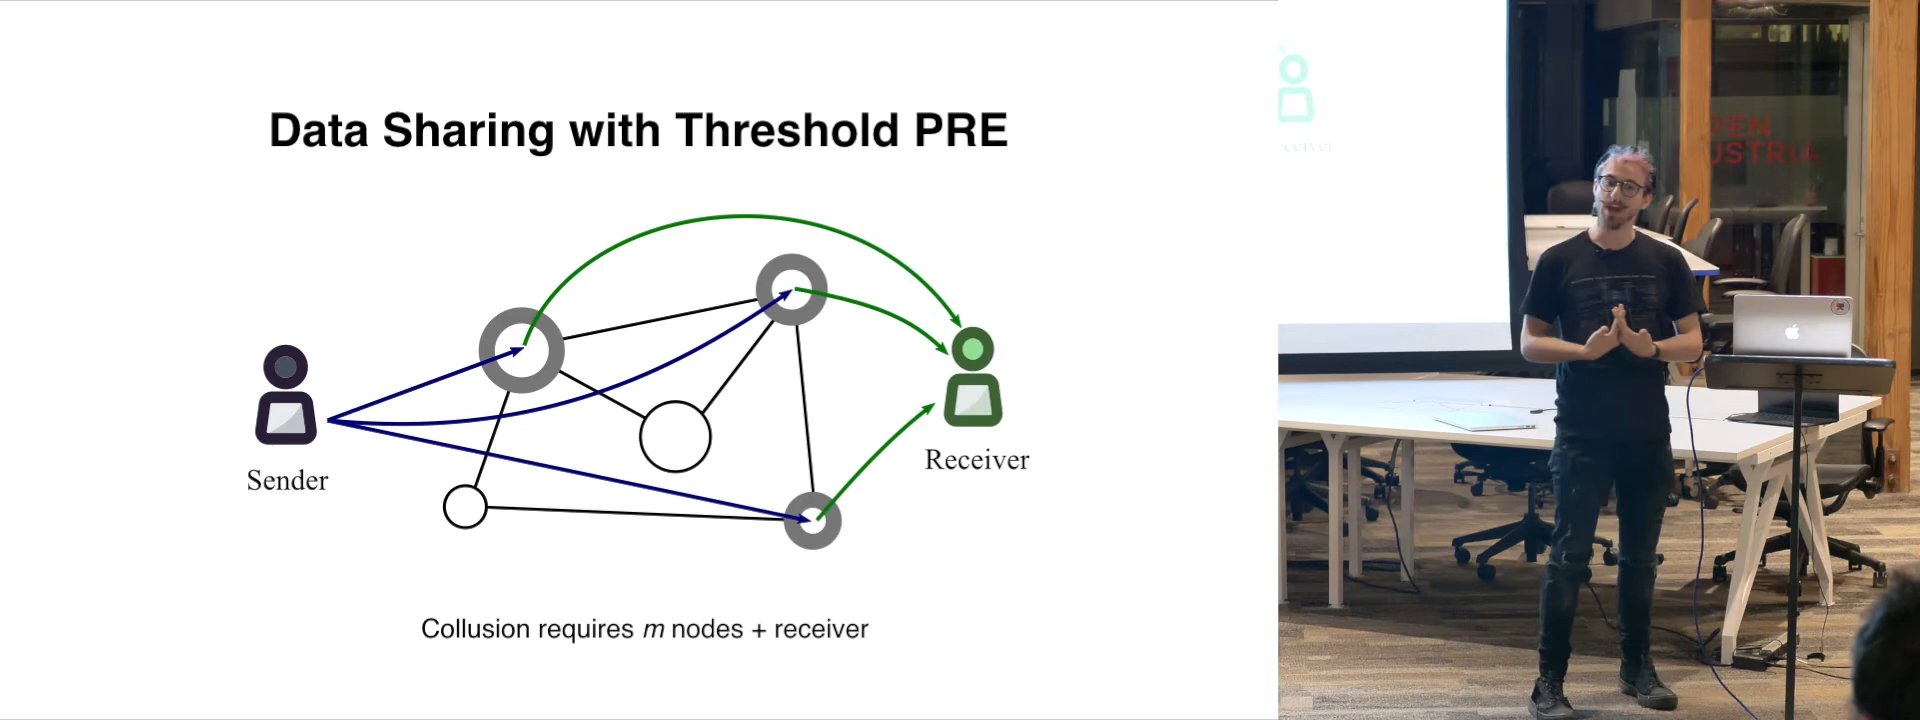 Data Sharing with Threshold PRE
Sender
Receiver
Collusion requires m nodes + receiver